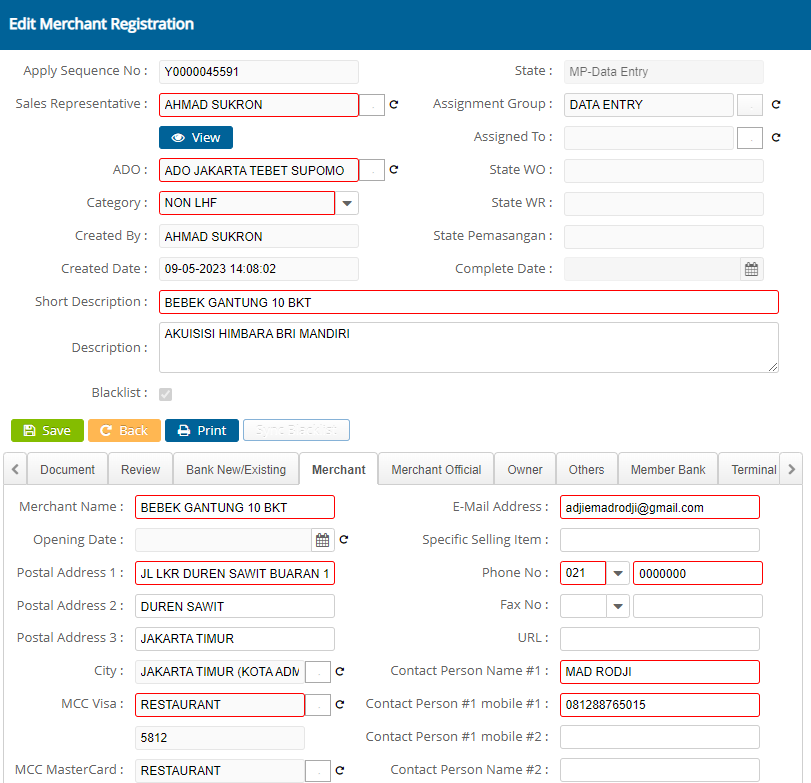 Edit Merchant Registration
Apply Sequence No : Y0000045591 State : MP-Data Entry
Sales Representative : AHMAD SUKRON Assignment Group : DATA ENTRY
View Assigned To :
ADO : ADO JAKARTA TEBET SUPOMO State WO :
Category : NON LHF State WR :
Created By : AHMAD SUKRON State Pemasangan :
Created Date : 09-05-2023 14:08:02 Complete Date :
Short Description : BEBEK GANTUNG 10 BKT
Description : AKUISISI HIMBARA BRI MANDIRI
Blacklist :
Save Back Print Sync Blacklist
Document Review Bank New/Existing Merchant Merchant Official Owner Others Member Bank Terminal
Merchant Name : BEBEK GANTUNG 10 BKT E-Mail Address : adjiemadrodji@gmail.com
Opening Date : Specific Selling Item :
Postal Address 1 : JL LKR DUREN SAWIT BUARAN 1 Phone No : 021 0000000
Postal Address 2 : DUREN SAWIT Fax No :
Postal Address 3 : JAKARTA TIMUR URL :
City : JAKARTA TIMUR (KOTA ADM Contact Person Name #1 : MAD RODJI
MCC Visa : RESTAURANT Contact Person #1 mobile #1 : 081288765015
5812 Contact Person #1 mobile #2 :
MCC MasterCard : RESTAURANT Contact Person Name #2 :